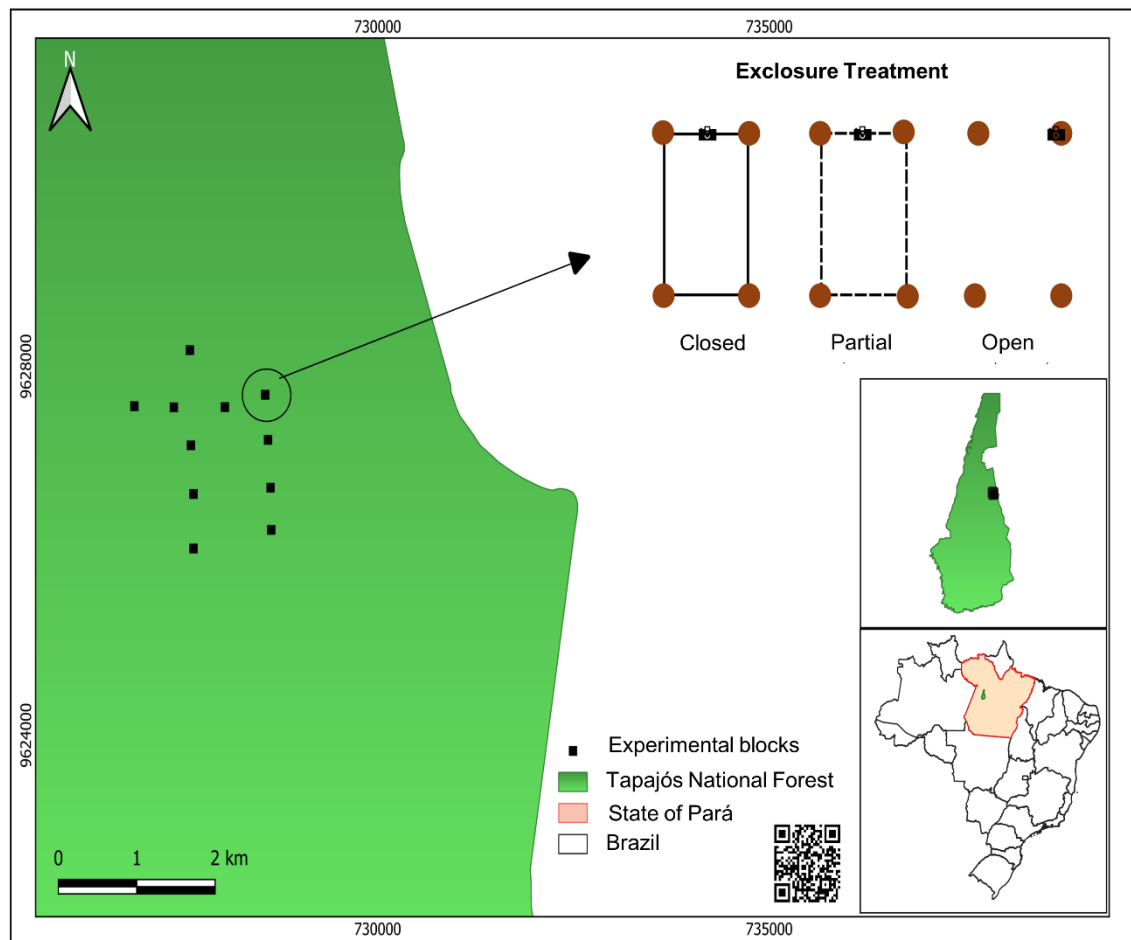 730000 735000
N
Exclosure Treatment
Closed Partial Open
9628000
9624000
Experimental blocks
Tapajós National Forest
State of Pará
Brazil
0 1 2 km
730000 735000